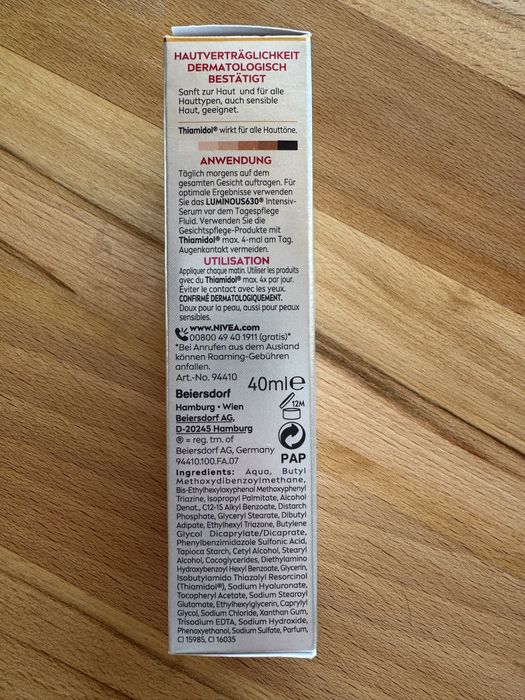 HAUTVERTRÄGLICHKEIT
DERMATOLOGISCH
BESTÄTIGT
Sanft zur Haut und für alle
Hauttypen, auch sensible
Haut, geeignet.
Thiamidol® wirkt für alle Hauttöne.
ANWENDUNG
Täglich morgens auf dem
gesamten Gesicht auftragen. Für
optimale Ergebnisse verwenden
Sie das LUMINOUS630® Intensiv-
Serum vor dem Tagespflege
Fluid. Verwenden Sie die
Gesichtspflege-Produkte mit
Thiamidol® max. 4-mal am Tag.
Augenkontakt vermeiden.
UTILISATION
Appliquer chaque matin. Utiliser les produits
avec du Thiamidol® max. 4x par jour.
Éviter le contact avec les yeux.
CONFIRMÉ DERMATOLOGIQUEMENT.
Doux pour la peau, aussi pour peaux
sensibles.
www.NIVEA.com
00800 49 40 1911 (gratis)*
*Bei Anrufen aus dem Ausland
können Roaming-Gebühren
anfallen.
Art.-No. 94410
40ml e
Beiersdorf
12M
Hamburg • Wien
Beiersdorf AG,
D-20245 Hamburg
® = reg. tm. of
Beiersdorf AG, Germany
94410.100.FA.07
PAP
Ingredients: Aqua, Butyl
Methoxydibenzoylmethane,
Bis-Ethylhexyloxyphenol Methoxyphenyl
Triazine, Isopropyl Palmitate, Alcohol
Denat., C12-15 Alkyl Benzoate, Distarch
Phosphate, Glyceryl Stearate, Dibutyl
Adipate, Ethylhexyl Triazone, Butylene
Glycol Dicaprylate/Dicaprate,
Phenylbenzimidazole Sulfonic Acid,
Tapioca Starch, Cetyl Alcohol, Stearyl
Alcohol, Cocoglycerides, Diethylamino
Hydroxybenzoyl Hexyl Benzoate, Glycerin,
Isobutylamido Thiazolyl Resorcinol
(Thiamidol®), Sodium Hyaluronate,
Tocopheryl Acetate, Sodium Stearoyl
Glutamate, Ethylhexylglycerin, Caprylyl
Glycol, Sodium Chloride, Xanthan Gum,
Trisodium EDTA, Sodium Hydroxide,
Phenoxyethanol, Sodium Sulfate, Parfum,
CI 15985, CI 16035